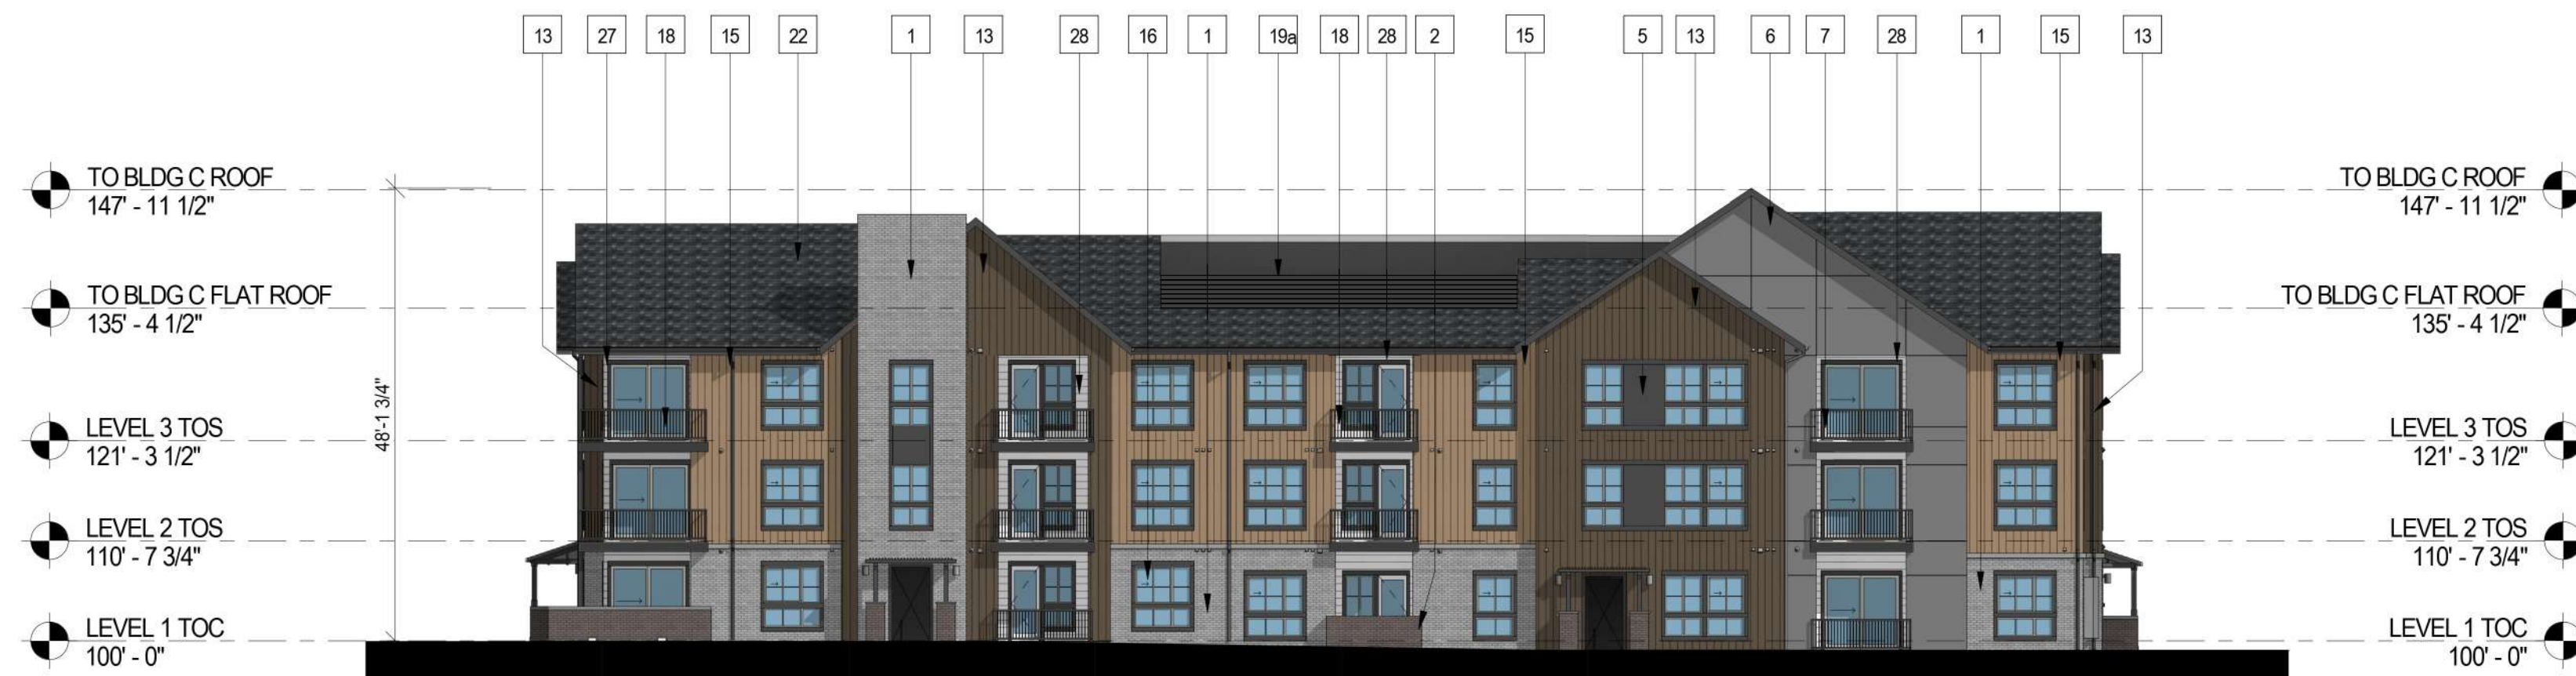 13 27 18 15 22 1 13 28 16 1 19a 18 28 2 15 5 13 6 7 28 1 15 13
TO BLDG C ROOF
147' - 11 1/2"
TO BLDG C FLAT ROOF
135' - 4 1/2"
LEVEL 3 TOS
121' - 3 1/2"
LEVEL 2 TOS
110' - 7 3/4"
LEVEL 1 TOC
100' - 0"
48'-1 3/4"
TO BLDG C ROOF
147' - 11 1/2"
TO BLDG C FLAT ROOF
135' - 4 1/2"
LEVEL 3 TOS
121' - 3 1/2"
LEVEL 2 TOS
110' - 7 3/4"
LEVEL 1 TOC
100' - 0"